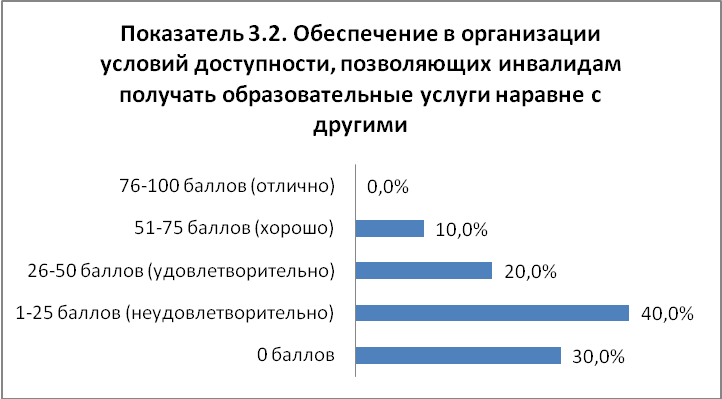 Показатель 3.2. Обеспечение в организации
условий доступности, позволяющих инвалидам
получать образовательные услуги наравне с
другими
76-100 баллов (отлично) 0,0%
51-75 баллов (хорошо) 10,0%
26-50 баллов (удовлетворительно) 20,0%
1-25 баллов (неудовлетворительно) 40,0%
0 баллов 30,0%